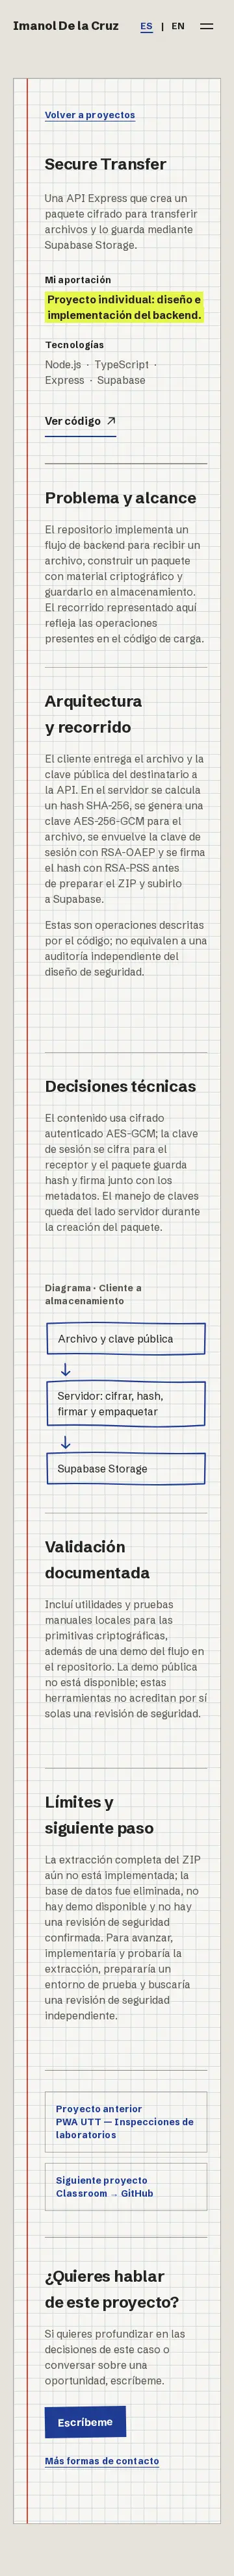 Imanol De la Cruz
ES | EN
Volver a proyectos
Secure Transfer
Una API Express que crea un
paquete cifrado para transferir
archivos y lo guarda mediante
Supabase Storage.
Mi aportación
Proyecto individual: diseño e
implementación del backend.
Tecnologías
Node.js · TypeScript ·
Express · Supabase
Ver código ↗
Problema y alcance
El repositorio implementa un
flujo de backend para recibir un
archivo, construir un paquete
con material criptográfico y
guardarlo en almacenamiento.
El recorrido representado aquí
refleja las operaciones
presentes en el código de carga.
Arquitectura
y recorrido
El cliente entrega el archivo y la
clave pública del destinatario a
la API. En el servidor se calcula
un hash SHA-256, se genera una
clave AES-256-GCM para el
archivo, se envuelve la clave de
sesión con RSA-OAEP y se firma
el hash con RSA-PSS antes
de preparar el ZIP y subirlo
a Supabase.
Estas son operaciones descritas
por el código; no equivalen a una
auditoría independiente del
diseño de seguridad.
Decisiones técnicas
El contenido usa cifrado
autenticado AES-GCM; la clave
de sesión se cifra para el
receptor y el paquete guarda
hash y firma junto con los
metadatos. El manejo de claves
queda del lado servidor durante
la creación del paquete.
Diagrama · Cliente a
almacenamiento
Archivo y clave pública
↓
Servidor: cifrar, hash,
firmar y empaquetar
↓
Supabase Storage
Validación
documentada
Incluí utilidades y pruebas
manuales locales para las
primitivas criptográficas,
además de una demo del flujo en
el repositorio. La demo pública
no está disponible; estas
herramientas no acreditan por sí
solas una revisión de seguridad.
Límites y
siguiente paso
La extracción completa del ZIP
aún no está implementada; la
base de datos fue eliminada, no
hay demo disponible y no hay
una revisión de seguridad
confirmada. Para avanzar,
implementaría y probaría la
extracción, prepararía un
entorno de prueba y buscaría
una revisión de seguridad
independiente.
Proyecto anterior
PWA UTT — Inspecciones de
laboratorios
Siguiente proyecto
Classroom → GitHub
¿Quieres hablar
de este proyecto?
Si quieres profundizar en las
decisiones de este caso o
conversar sobre una
oportunidad, escríbeme.
Escríbeme
Más formas de contacto